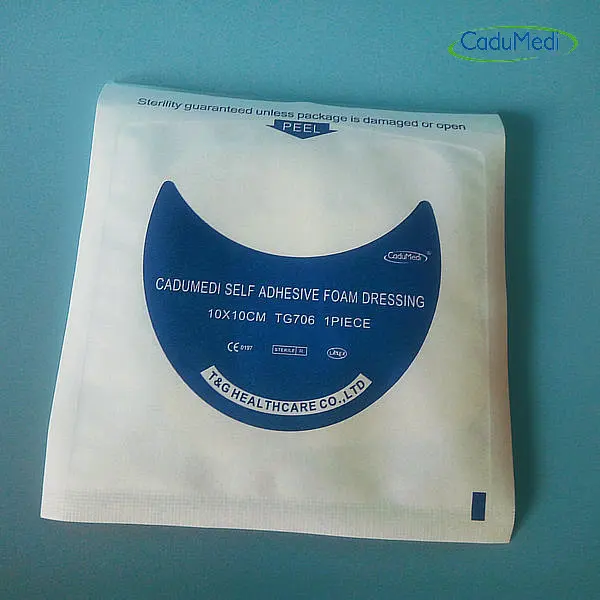 CaduMedi
Sterility guaranteed unless package is damaged or open
PEEL
CaduMedi®
CADUMEDI SELF ADHESIVE FOAM DRESSING
10X10CM TG706 1PIECE
CE 0197 STERILE R
T&G HEALTHCARE CO.,LTD